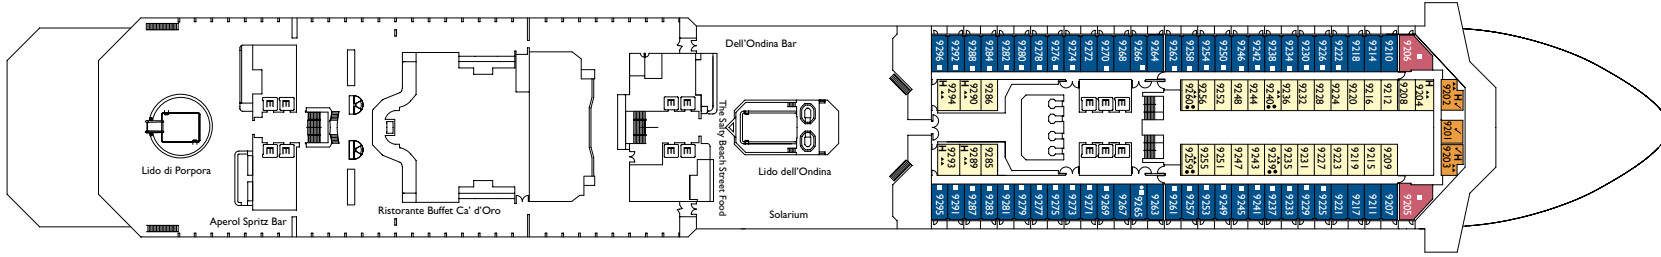 Dell'Ondina Bar
9296 9292 9288 9284 9282 9280 9278 9276 9274 9272 9270 9268 9266 9264 9262 9258 9254 9250 9246 9242 9238 9234 9230 9226 9222 9218 9214 9210 9206
H H H H
9294 9290 9286 9260 9256 9252 9248 9244 9240 9236 9232 9228 9224 9220 9216 9212 9208 9204 9202
E E E E E E E E E
The Salty Beach Street Food
9201
E E E E E E E E E
9293 9289 9285 9259 9255 9251 9247 9243 9239 9235 9231 9227 9223 9219 9215 9209 9203
H H H
Lido di Porpora
Lido dell'Ondina
9295 9291 9287 9283 9281 9279 9277 9275 9273 9271 9269 9267 9265 9263 9261 9257 9253 9249 9245 9241 9237 9233 9229 9225 9221 9217 9211 9207 9205
Ristorante Buffet Ca' d'Oro
Solarium
Aperol Spritz Bar